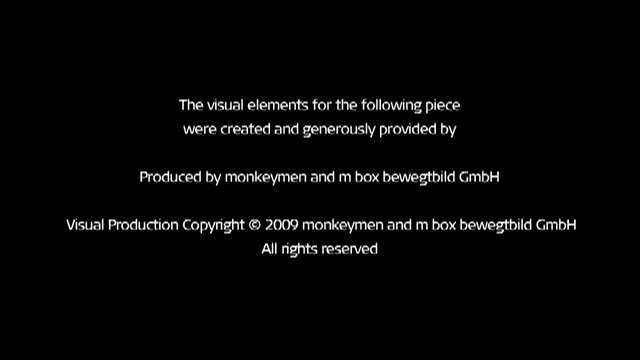 The visual elements for the following piece
were created and generously provided by
Produced by monkeymen and m box bewegtbild GmbH
Visual Production Copyright © 2009 monkeymen and m box bewegtbild GmbH
All rights reserved